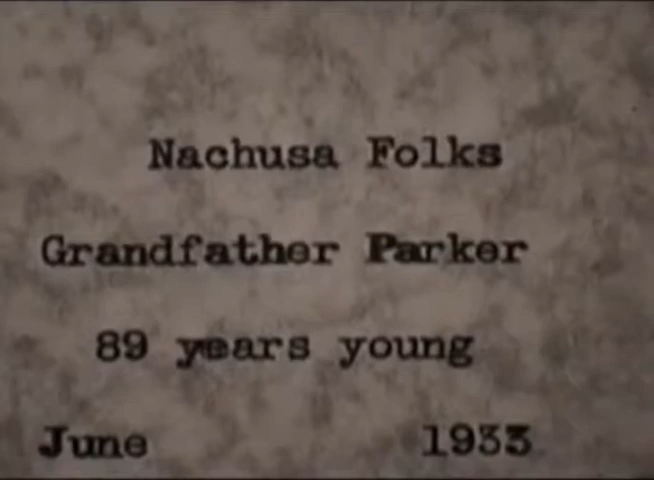 Nachusa Folks
Grandfather Parker
89 years young
June 1933